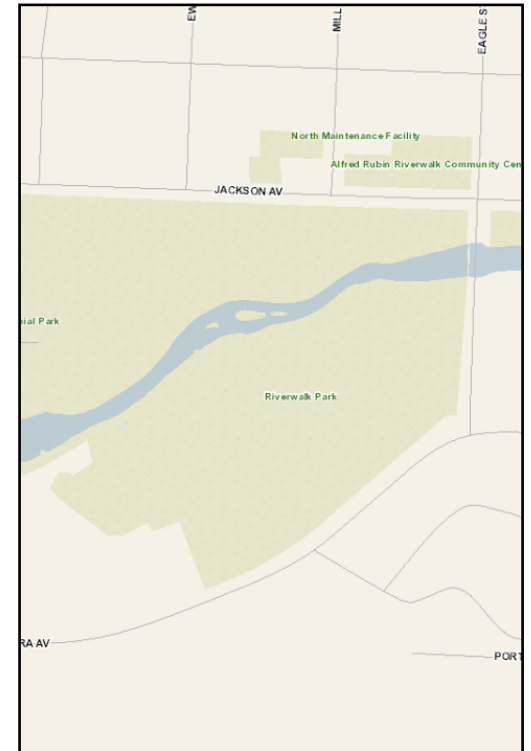 EW
MILL
EAGLE S
North Maintenance Facility
Alfred Rubin Riverwalk Community Cen
JACKSON AV
nial Park
Riverwalk Park
RA AV
PORT